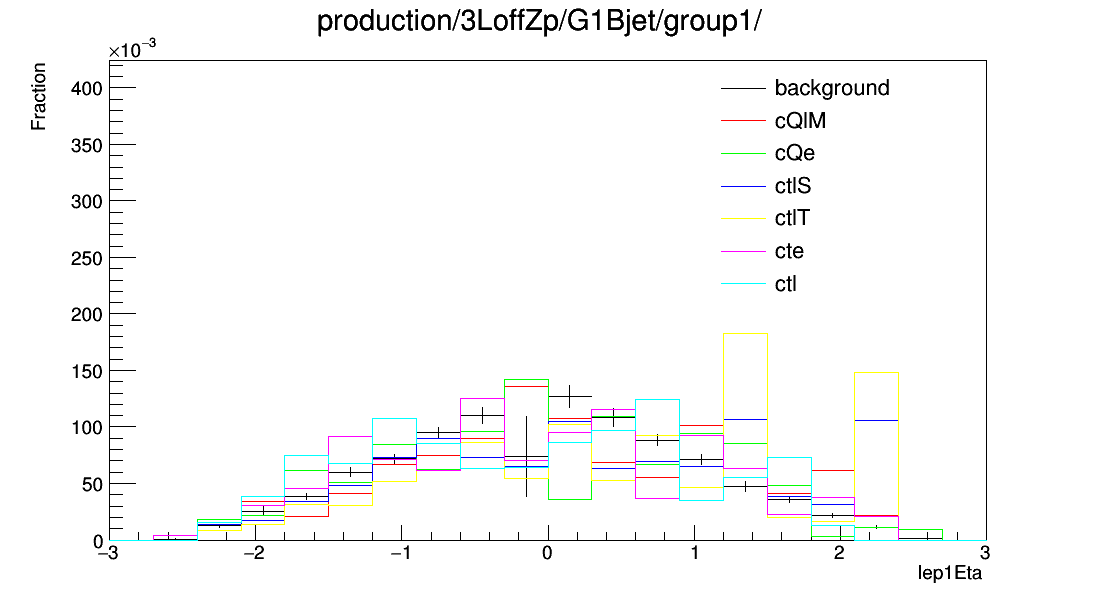 production/3LoffZp/G1Bjet/group1/
×10⁻³
Fraction
400
350
300
250
200
150
100
50
0
background
cQlM
cQe
ctlS
ctlT
cte
ctl
−3 −2 −1 0 1 2 3
lep1Eta